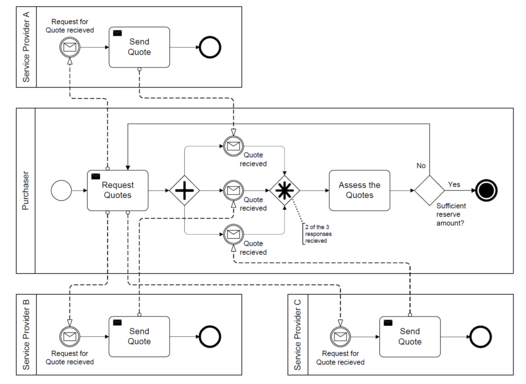 Service Provider A
Request for
Quote recieved
Send
Quote
Purchaser
Request
Quotes
Quote
recieved
Quote
recieved
Quote
recieved
2 of the 3
responses
recieved
Assess the
Quotes
No
Yes
Sufficient
reserve
amount?
Service Provider B
Request for
Quote recieved
Send
Quote
Service Provider C
Request for
Quote recieved
Send
Quote